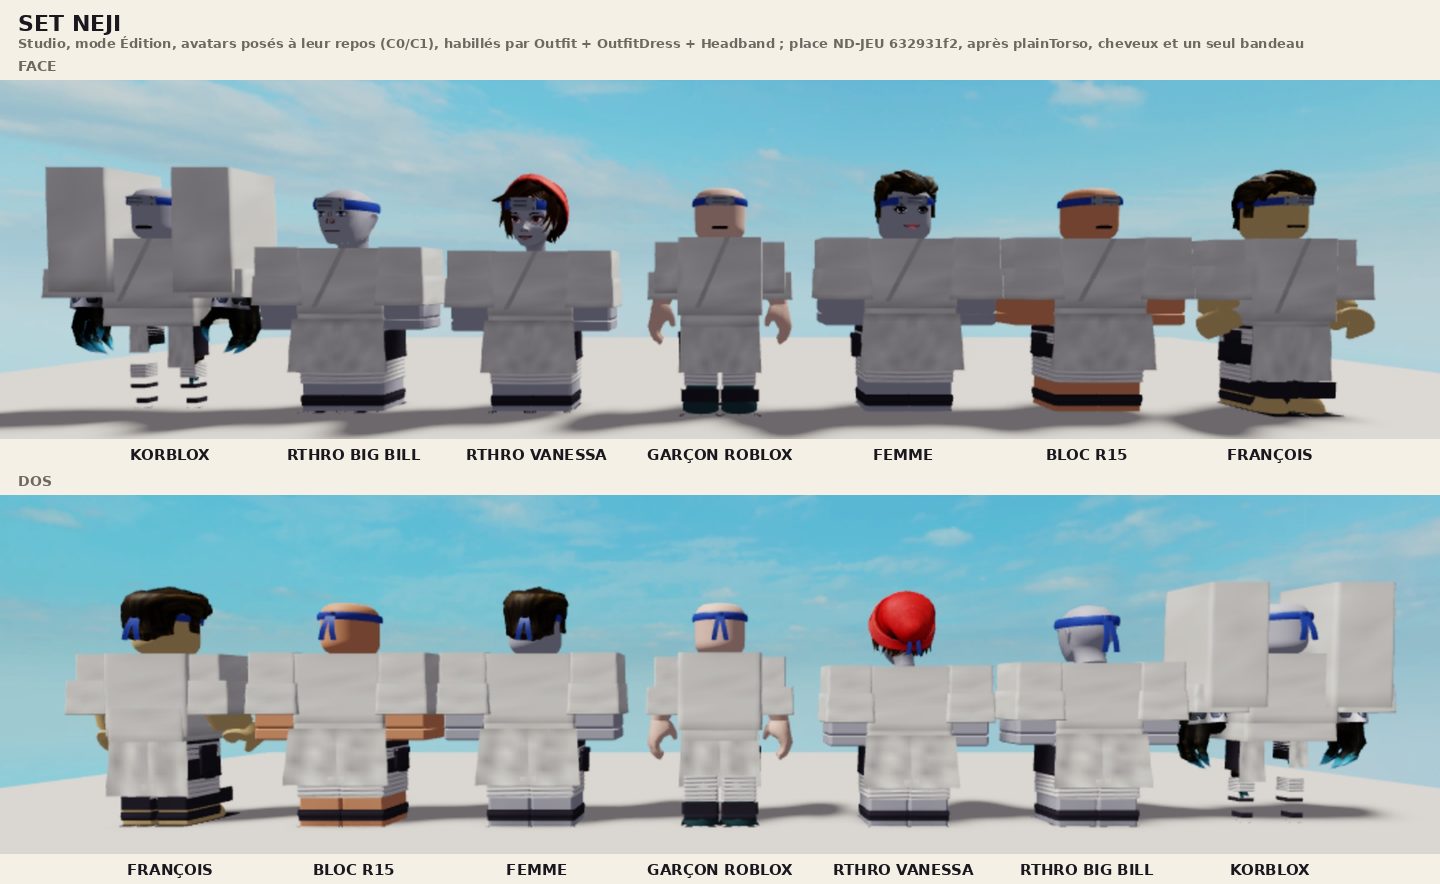 SET NEJI
Studio, mode Édition, avatars posés à leur repos (C0/C1), habillés par Outfit + OutfitDress + Headband ; place ND-JEU 632931f2, après plainTorso, cheveux et un seul bandeau
FACE
KORBLOX RTHRO BIG BILL RTHRO VANESSA GARÇON ROBLOX FEMME BLOC R15 FRANÇOIS
DOS
FRANÇOIS BLOC R15 FEMME GARÇON ROBLOX RTHRO VANESSA RTHRO BIG BILL KORBLOX